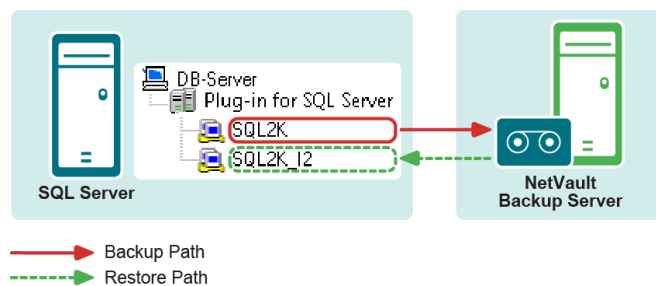 DB-Server
Plug-in for SQL Server
SQL2K
SQL2K_I2
SQL Server
NetVault
Backup Server
Backup Path
Restore Path